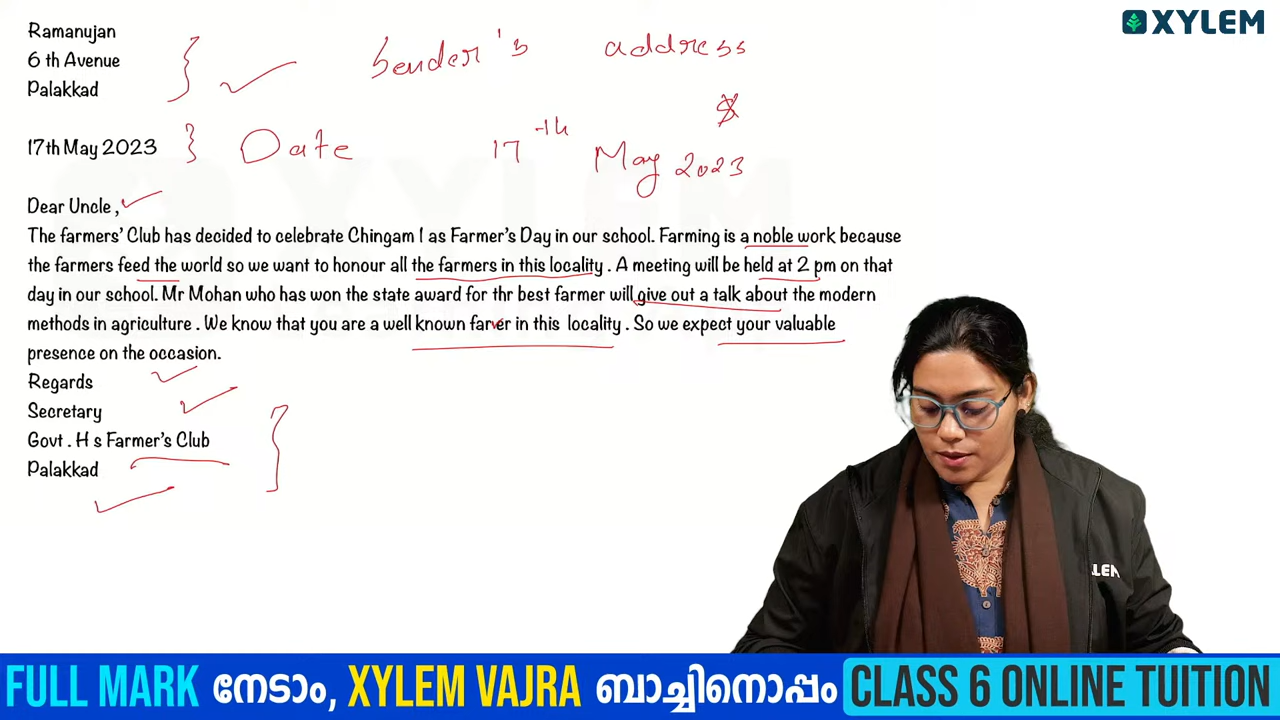 XYLEM
Ramanujan
6 th Avenue
Palakkad
Sender's address
17th May 2023
Date 17th May 2023
Dear Uncle ,
The farmers' Club has decided to celebrate Chingam 1 as Farmer's Day in our school. Farming is a noble work because
the farmers feed the world so we want to honour all the farmers in this locality . A meeting will be held at 2 pm on that
day in our school. Mr Mohan who has won the state award for thr best farmer will give out a talk about the modern
methods in agriculture . We know that you are a well known farver in this locality . So we expect your valuable
presence on the occasion.
Regards
Secretary
Govt . H s Farmer's Club
Palakkad
XYLEM
FULL MARK നേടാം, XYLEM VAJRA ബാച്ചിനൊപ്പം CLASS 6 ONLINE TUITION